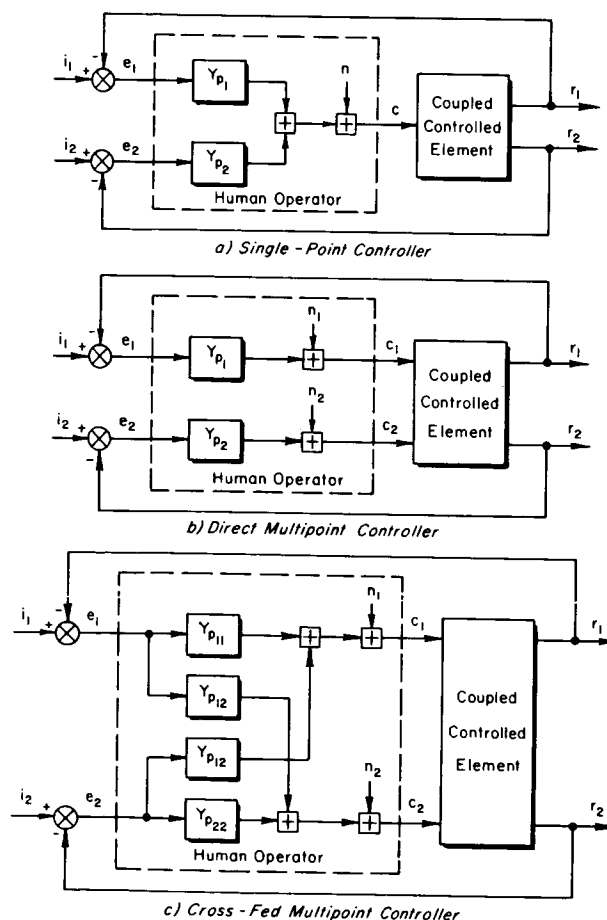 i1 + - e1 Yp1 n c Coupled Controlled Element r1
i2 + - e2 Yp2 r2
Human Operator
a) Single-Point Controller
i1 + - e1 Yp1 n1 c1 Coupled Controlled Element r1
i2 + - e2 Yp2 n2 c2 r2
Human Operator
b) Direct Multipoint Controller
i1 + - e1 Yp11 n1 c1 r1
Yp12
Coupled Controlled Element
Yp12
i2 + - e2 Yp22 n2 c2 r2
Human Operator
c) Cross-Fed Multipoint Controller